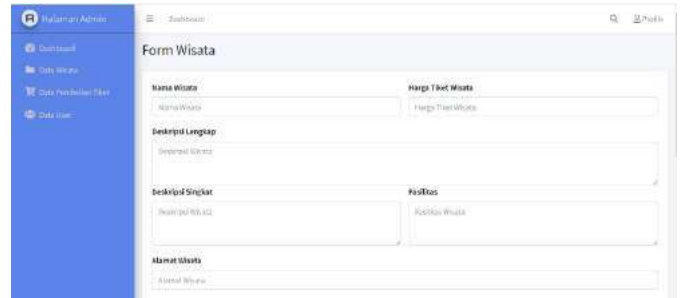 Halaman Admin
Dashboard
Profile
Dashboard
Data Wisata
Data Pembelian Tiket
Data User
Form Wisata
Nama Wisata
Harga Tiket Wisata
Nama Wisata
Harga Tiket Wisata
Deskripsi Lengkap
Deskripsi Wisata
Deskripsi Singkat
Fasilitas
Deskripsi Wisata
Fasilitas Wisata
Alamat Wisata
Alamat Wisata